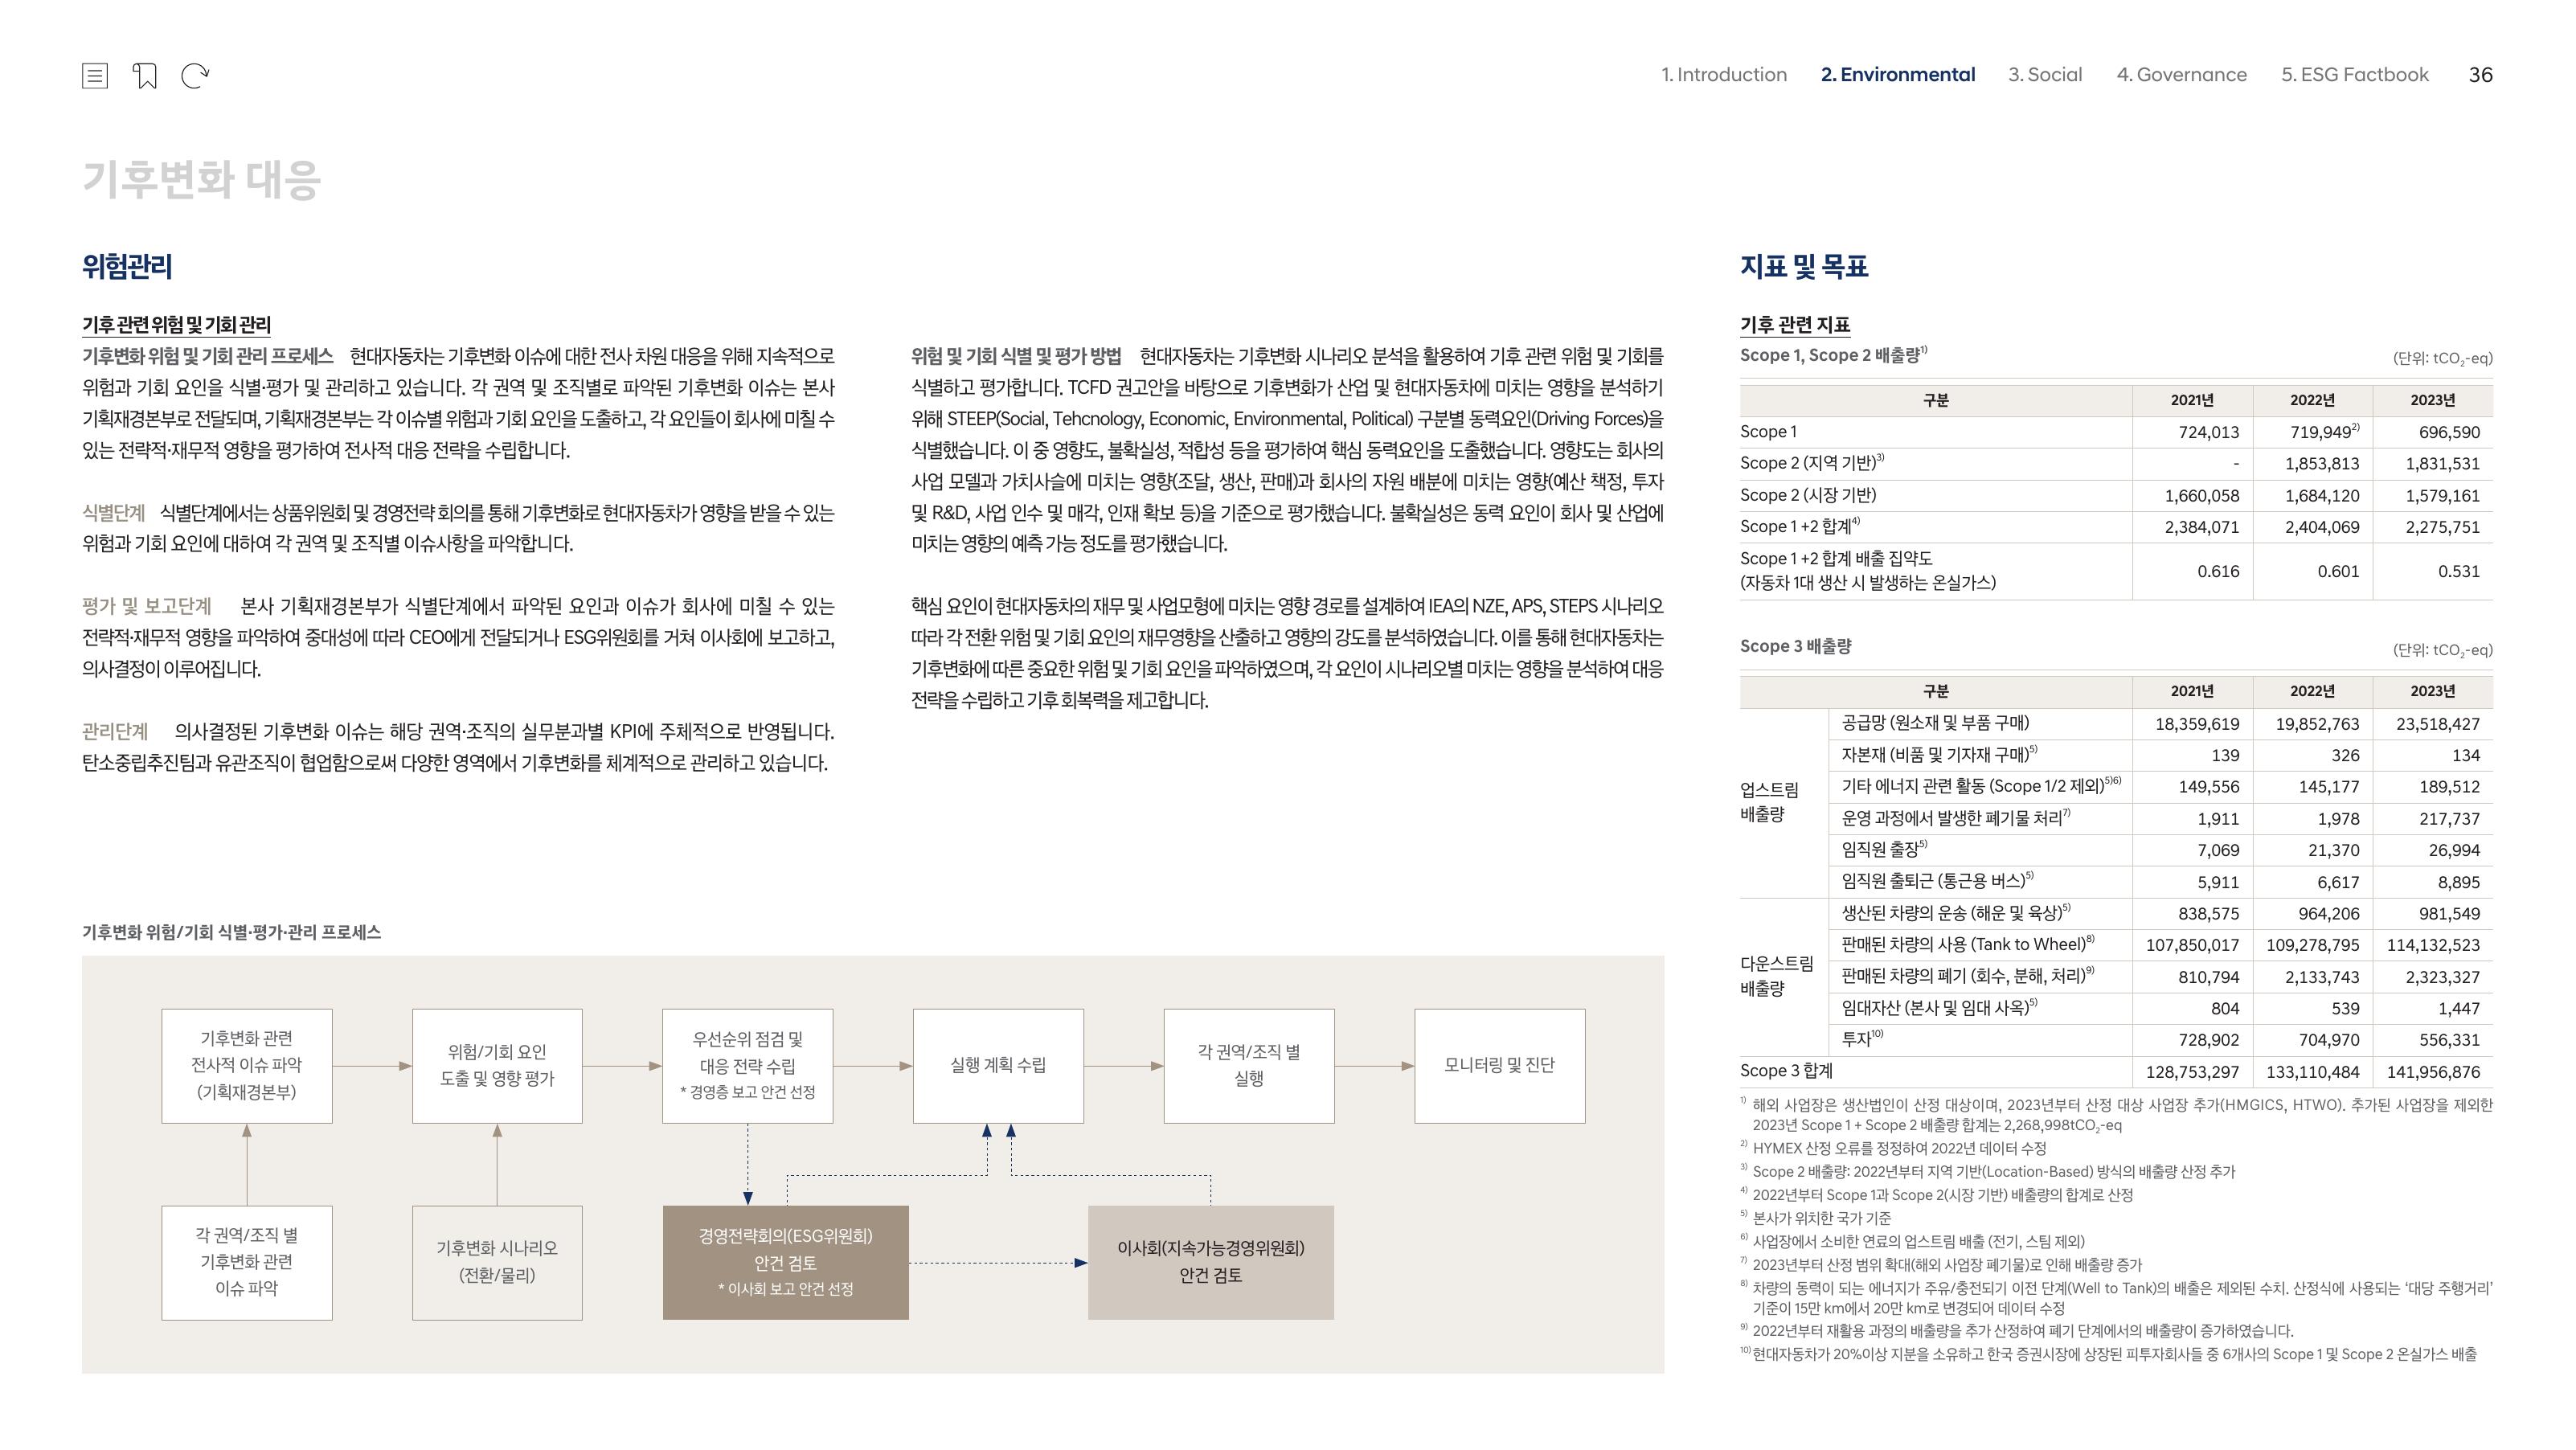 1. Introduction 2. Environmental 3. Social 4. Governance 5. ESG Factbook 36
기후변화 대응
위험관리
기후 관련 위험 및 기회 관리
기후변화 위험 및 기회 관리 프로세스 현대자동차는 기후변화 이슈에 대한 전사 차원 대응을 위해 지속적으로
위험과 기회 요인을 식별·평가 및 관리하고 있습니다. 각 권역 및 조직별로 파악된 기후변화 이슈는 본사
기획재경본부로 전달되며, 기획재경본부는 각 이슈별 위험과 기회 요인을 도출하고, 각 요인들이 회사에 미칠 수
있는 전략적·재무적 영향을 평가하여 전사적 대응 전략을 수립합니다.
식별단계 식별단계에서는 상품위원회 및 경영전략 회의를 통해 기후변화로 현대자동차가 영향을 받을 수 있는
위험과 기회 요인에 대하여 각 권역 및 조직별 이슈사항을 파악합니다.
평가 및 보고단계 본사 기획재경본부가 식별단계에서 파악된 요인과 이슈가 회사에 미칠 수 있는
전략적·재무적 영향을 파악하여 중대성에 따라 CEO에게 전달되거나 ESG위원회를 거쳐 이사회에 보고하고,
의사결정이 이루어집니다.
관리단계 의사결정된 기후변화 이슈는 해당 권역·조직의 실무분과별 KPI에 주체적으로 반영됩니다.
탄소중립추진팀과 유관조직이 협업함으로써 다양한 영역에서 기후변화를 체계적으로 관리하고 있습니다.
위험 및 기회 식별 및 평가 방법 현대자동차는 기후변화 시나리오 분석을 활용하여 기후 관련 위험 및 기회를
식별하고 평가합니다. TCFD 권고안을 바탕으로 기후변화가 산업 및 현대자동차에 미치는 영향을 분석하기
위해 STEEP(Social, Tehcnology, Economic, Environmental, Political) 구분별 동력요인(Driving Forces)을
식별했습니다. 이 중 영향도, 불확실성, 적합성 등을 평가하여 핵심 동력요인을 도출했습니다. 영향도는 회사의
사업 모델과 가치사슬에 미치는 영향(조달, 생산, 판매)과 회사의 자원 배분에 미치는 영향(예산 책정, 투자
및 R&D, 사업 인수 및 매각, 인재 확보 등)을 기준으로 평가했습니다. 불확실성은 동력 요인이 회사 및 산업에
미치는 영향의 예측 가능 정도를 평가했습니다.
핵심 요인이 현대자동차의 재무 및 사업모형에 미치는 영향 경로를 설계하여 IEA의 NZE, APS, STEPS 시나리오
따라 각 전환 위험 및 기회 요인의 재무영향을 산출하고 영향의 강도를 분석하였습니다. 이를 통해 현대자동차는
기후변화에 따른 중요한 위험 및 기회 요인을 파악하였으며, 각 요인이 시나리오별 미치는 영향을 분석하여 대응
전략을 수립하고 기후 회복력을 제고합니다.
기후변화 위험/기회 식별·평가·관리 프로세스
기후변화 관련
전사적 이슈 파악
(기획재경본부)
위험/기회 요인
도출 및 영향 평가
우선순위 점검 및
대응 전략 수립
* 경영층 보고 안건 선정
실행 계획 수립
각 권역/조직 별
실행
모니터링 및 진단
각 권역/조직 별
기후변화 관련
이슈 파악
기후변화 시나리오
(전환/물리)
경영전략회의(ESG위원회)
안건 검토
* 이사회 보고 안건 선정
이사회(지속가능경영위원회)
안건 검토
지표 및 목표
기후 관련 지표
Scope 1, Scope 2 배출량1) (단위: tCO2-eq)
구분 2021년 2022년 2023년
Scope 1 724,013 719,9492) 696,590
Scope 2 (지역 기반)3) - 1,853,813 1,831,531
Scope 2 (시장 기반) 1,660,058 1,684,120 1,579,161
Scope 1 +2 합계4) 2,384,071 2,404,069 2,275,751
Scope 1 +2 합계 배출 집약도
(자동차 1대 생산 시 발생하는 온실가스) 0.616 0.601 0.531
Scope 3 배출량 (단위: tCO2-eq)
구분 2021년 2022년 2023년
업스트림
배출량
공급망 (원소재 및 부품 구매) 18,359,619 19,852,763 23,518,427
자본재 (비품 및 기자재 구매)5) 139 326 134
기타 에너지 관련 활동 (Scope 1/2 제외)5)6) 149,556 145,177 189,512
운영 과정에서 발생한 폐기물 처리7) 1,911 1,978 217,737
임직원 출장5) 7,069 21,370 26,994
임직원 출퇴근 (통근용 버스)5) 5,911 6,617 8,895
다운스트림
배출량
생산된 차량의 운송 (해운 및 육상)5) 838,575 964,206 981,549
판매된 차량의 사용 (Tank to Wheel)8) 107,850,017 109,278,795 114,132,523
판매된 차량의 폐기 (회수, 분해, 처리)9) 810,794 2,133,743 2,323,327
임대자산 (본사 및 임대 사옥)5) 804 539 1,447
투자10) 728,902 704,970 556,331
Scope 3 합계 128,753,297 133,110,484 141,956,876
1) 해외 사업장은 생산법인이 산정 대상이며, 2023년부터 산정 대상 사업장 추가(HMGICS, HTWO). 추가된 사업장을 제외한
2023년 Scope 1 + Scope 2 배출량 합계는 2,268,998tCO2-eq
2) HYMEX 산정 오류를 정정하여 2022년 데이터 수정
3) Scope 2 배출량: 2022년부터 지역 기반(Location-Based) 방식의 배출량 산정 추가
4) 2022년부터 Scope 1과 Scope 2(시장 기반) 배출량의 합계로 산정
5) 본사가 위치한 국가 기준
6) 사업장에서 소비한 연료의 업스트림 배출 (전기, 스팀 제외)
7) 2023년부터 산정 범위 확대(해외 사업장 폐기물)로 인해 배출량 증가
8) 차량의 동력이 되는 에너지가 주유/충전되기 이전 단계(Well to Tank)의 배출은 제외된 수치. 산정식에 사용되는 ‘대당 주행거리’
기준이 15만 km에서 20만 km로 변경되어 데이터 수정
9) 2022년부터 재활용 과정의 배출량을 추가 산정하여 폐기 단계에서의 배출량이 증가하였습니다.
10) 현대자동차가 20%이상 지분을 소유하고 한국 증권시장에 상장된 피투자회사들 중 6개사의 Scope 1 및 Scope 2 온실가스 배출